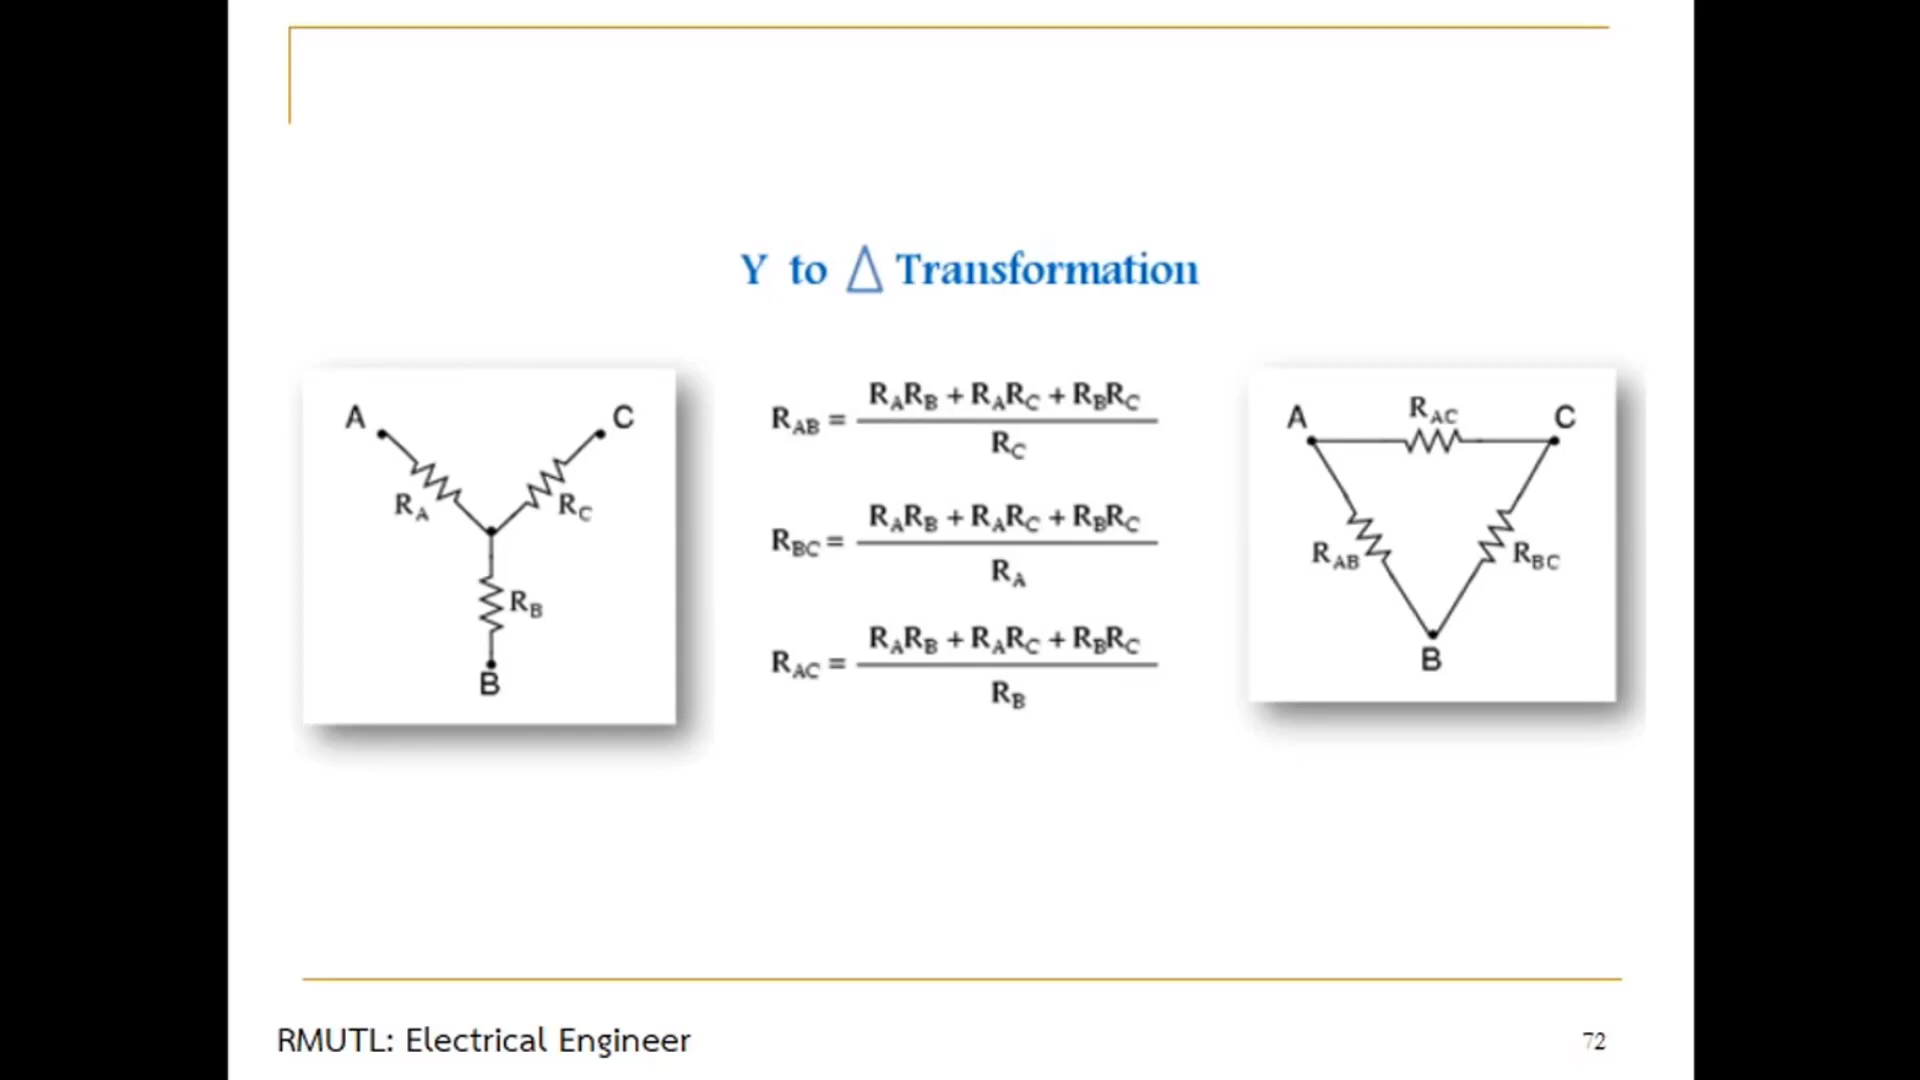 Y to △ Transformation
A
C
R_A
R_C
R_B
B
R_AB = (R_A R_B + R_A R_C + R_B R_C) / R_C
R_BC = (R_A R_B + R_A R_C + R_B R_C) / R_A
R_AC = (R_A R_B + R_A R_C + R_B R_C) / R_B
A
R_AC
C
R_AB
R_BC
B
RMUTL: Electrical Engineer
72